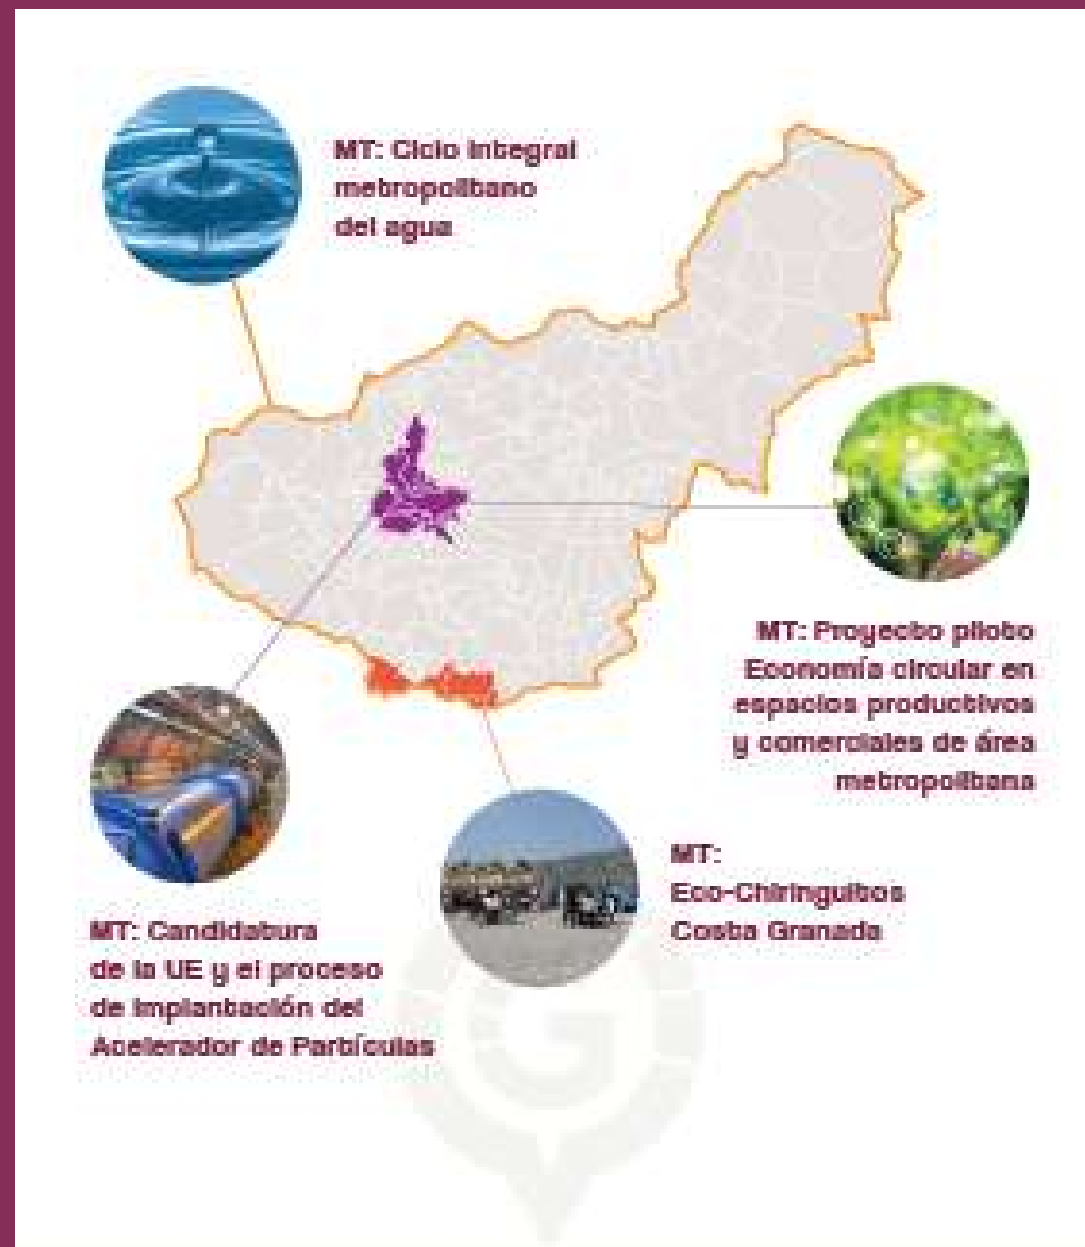 MT: Ciclo integral
metropolitano
del agua
MT: Proyecto piloto
Economía circular en
espacios productivos
y comerciales de área
metropolitana
MT:
Eco-Chiringuitos
Costa Granada
MT: Candidatura
de la UE y el proceso
de implantación del
Acelerador de Partículas
G